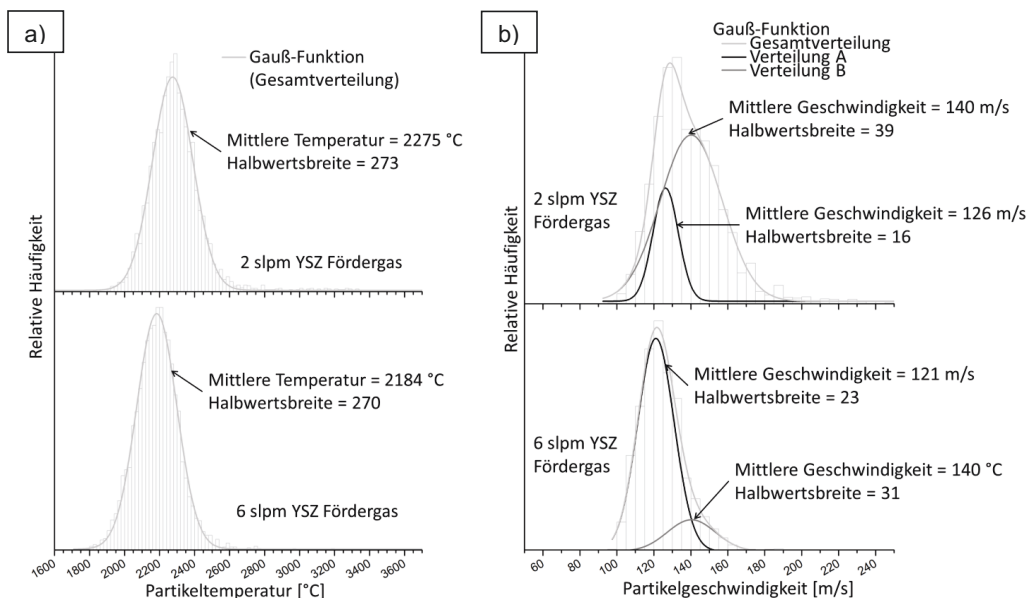 a)
Gauß-Funktion
(Gesamtverteilung)
Mittlere Temperatur = 2275 °C
Halbwertsbreite = 273
2 slpm YSZ Fördergas
Mittlere Temperatur = 2184 °C
Halbwertsbreite = 270
6 slpm YSZ Fördergas
Relative Häufigkeit
1600 1800 2000 2200 2400 2600 2800 3000 3200 3400 3600
Partikeltemperatur [°C]
b)
Gauß-Funktion
Gesamtverteilung
Verteilung A
Verteilung B
Mittlere Geschwindigkeit = 140 m/s
Halbwertsbreite = 39
2 slpm YSZ
Fördergas
Mittlere Geschwindigkeit = 126 m/s
Halbwertsbreite = 16
Mittlere Geschwindigkeit = 121 m/s
Halbwertsbreite = 23
6 slpm YSZ
Fördergas
Mittlere Geschwindigkeit = 140 °C
Halbwertsbreite = 31
Relative Häufigkeit
60 80 100 120 140 160 180 200 220 240
Partikelgeschwindigkeit [m/s]